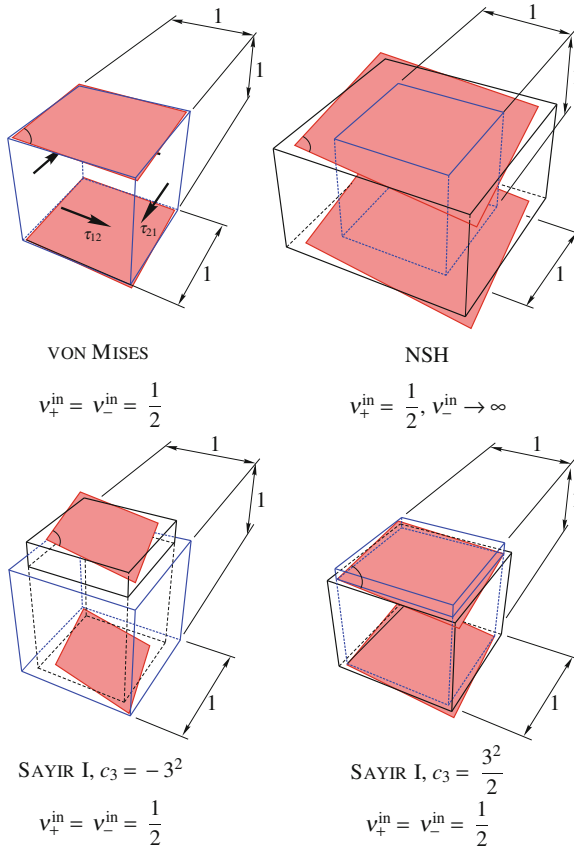 1
1
1
1
τ12
τ21
1
1
VON MISES
NSH
ν+^in = ν−^in = 1/2
ν+^in = 1/2, ν−^in → ∞
1
1
1
1
1
1
SAYIR I, c3 = − 3²
SAYIR I, c3 = 3²/2
ν+^in = ν−^in = 1/2
ν+^in = ν−^in = 1/2